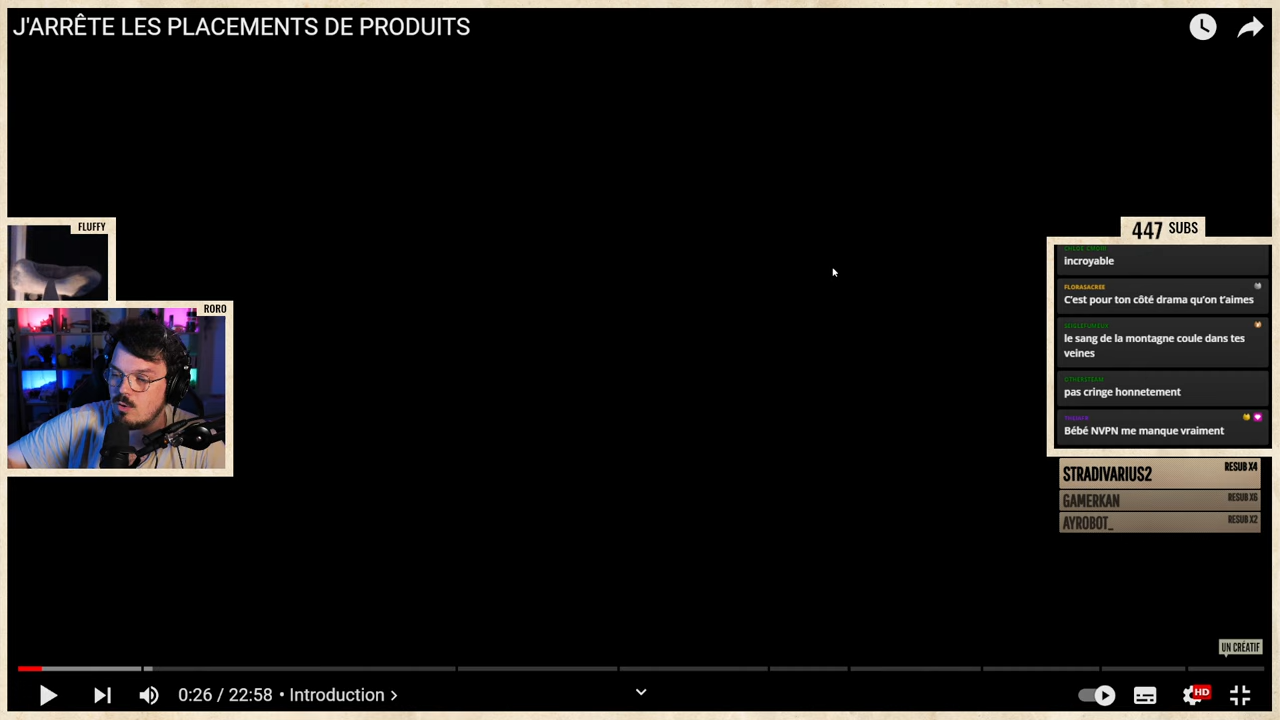 J'ARRÊTE LES PLACEMENTS DE PRODUITS
FLUFFY
RORO
447 SUBS
incroyable
FLORASACREE
C'est pour ton côté drama qu'on t'aimes
le sang de la montagne coule dans tes
veines
pas cringe honnetement
Bébé NVPN me manque vraiment
STRADIVARIUS2 RESUB X4
GAMERKAN RESUB X6
AYROBOT_ RESUB X2
UN CRÉATIF
0:26 / 22:58 • Introduction >
HD